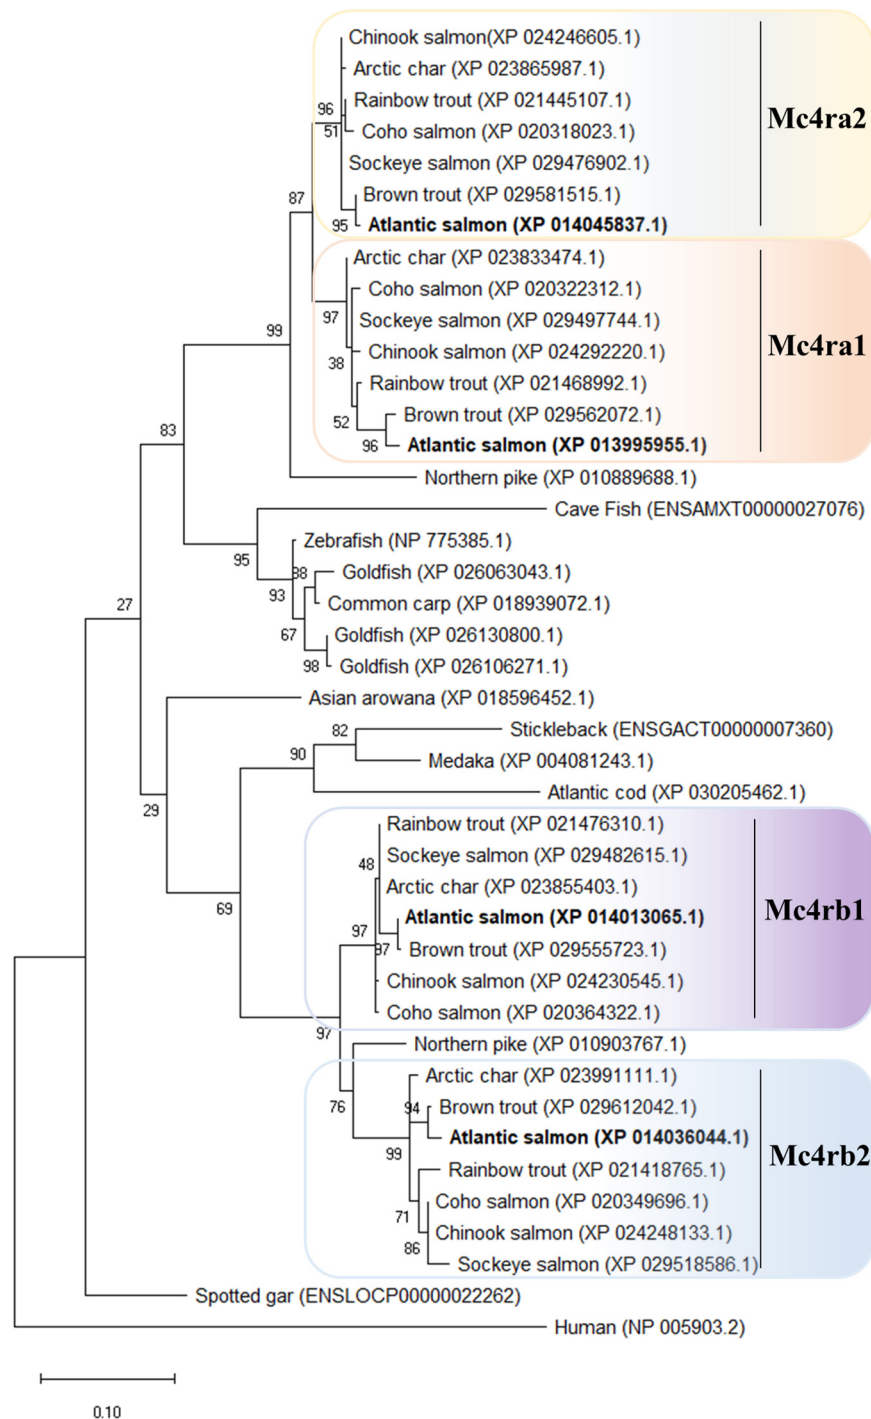 Chinook salmon(XP 024246605.1)
Arctic char (XP 023865987.1)
Rainbow trout (XP 021445107.1)
96
51
Coho salmon (XP 020318023.1)
Mc4ra2
Sockeye salmon (XP 029476902.1)
Brown trout (XP 029581515.1)
87
95
Atlantic salmon (XP 014045837.1)
Arctic char (XP 023833474.1)
Coho salmon (XP 020322312.1)
97
Sockeye salmon (XP 029497744.1)
99
Chinook salmon (XP 024292220.1)
Mc4ra1
38
Rainbow trout (XP 021468992.1)
52
Brown trout (XP 029562072.1)
83
96
Atlantic salmon (XP 013995955.1)
Northern pike (XP 010889688.1)
Cave Fish (ENSAMXT00000027076)
95
Zebrafish (NP 775385.1)
88
Goldfish (XP 026063043.1)
93
Common carp (XP 018939072.1)
27
67
Goldfish (XP 026130800.1)
98
Goldfish (XP 026106271.1)
Asian arowana (XP 018596452.1)
82
Stickleback (ENSGACT00000007360)
90
Medaka (XP 004081243.1)
Atlantic cod (XP 030205462.1)
29
Rainbow trout (XP 021476310.1)
48
Sockeye salmon (XP 029482615.1)
Arctic char (XP 023855403.1)
69
Atlantic salmon (XP 014013065.1)
Mc4rb1
97
97
Brown trout (XP 029555723.1)
Chinook salmon (XP 024230545.1)
Coho salmon (XP 020364322.1)
97
Northern pike (XP 010903767.1)
Arctic char (XP 023991111.1)
76
94
Brown trout (XP 029612042.1)
Atlantic salmon (XP 014036044.1)
Mc4rb2
99
Rainbow trout (XP 021418765.1)
Coho salmon (XP 020349696.1)
71
Chinook salmon (XP 024248133.1)
86
Sockeye salmon (XP 029518586.1)
Spotted gar (ENSLOCP00000022262)
Human (NP 005903.2)
0.10